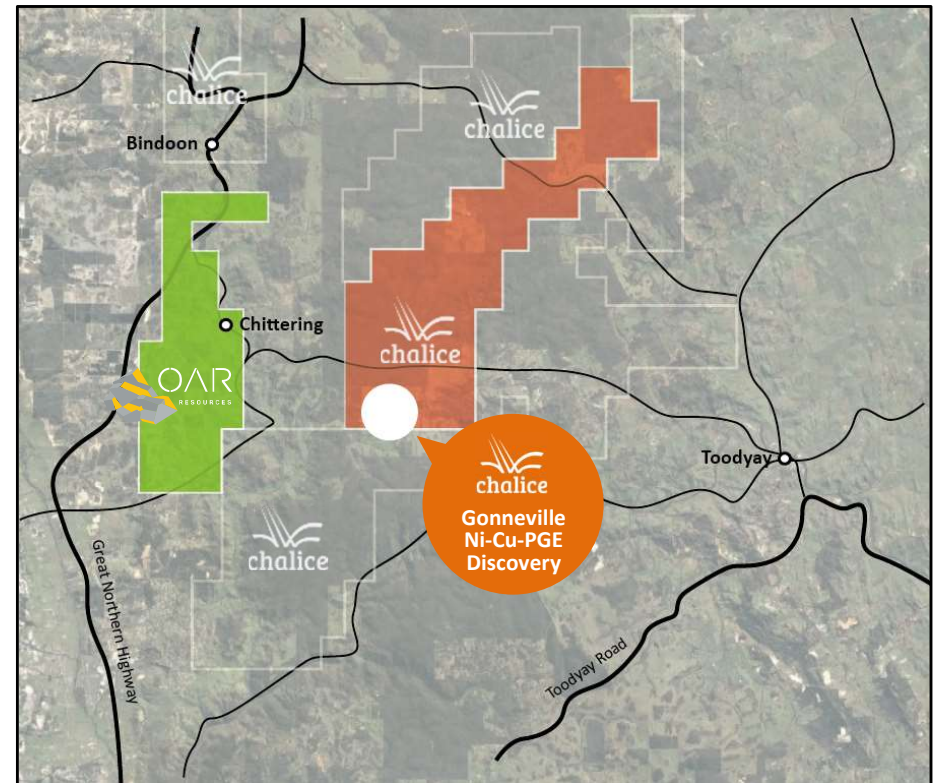 chalice
chalice
Bindoon
Chittering
chalice
OAR
RESOURCES
chalice
Gonneville
Ni-Cu-PGE
Discovery
Toodyay
chalice
Great Northern Highway
Toodyay Road